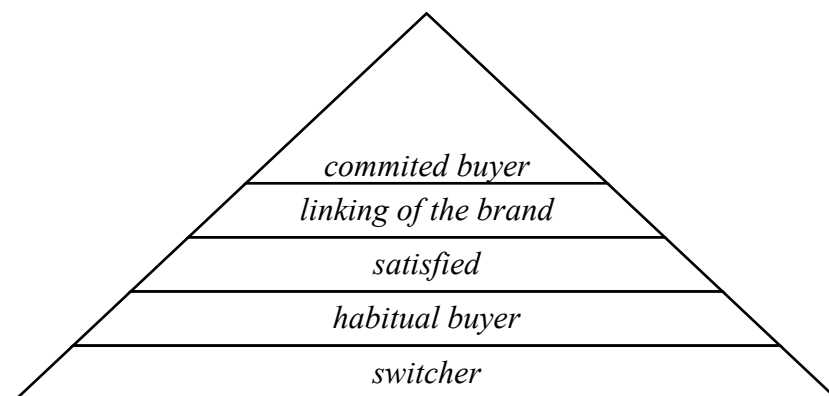 commited buyer
linking of the brand
satisfied
habitual buyer
switcher